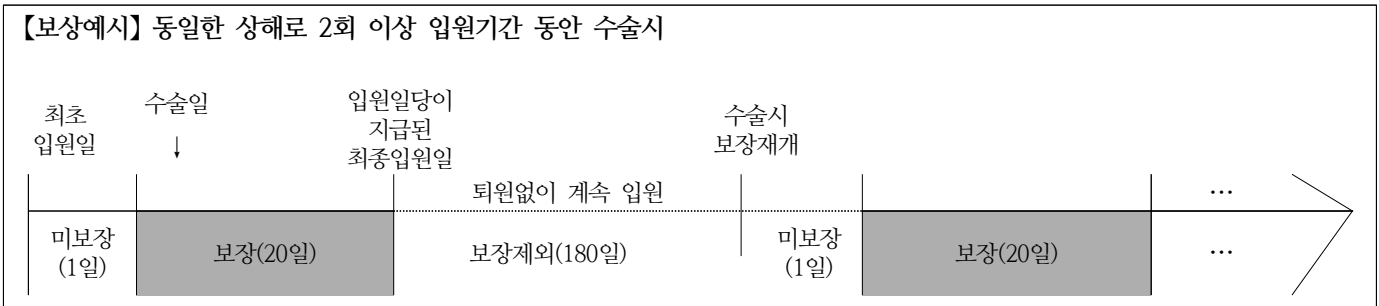 【보상예시】 동일한 상해로 2회 이상 입원기간 동안 수술시
최초
입원일
수술일
↓
입원일당이
지급된
최종입원일
수술시
보장재개
퇴원없이 계속 입원
…
미보장
(1일)
보장(20일)
보장제외(180일)
미보장
(1일)
보장(20일)
…